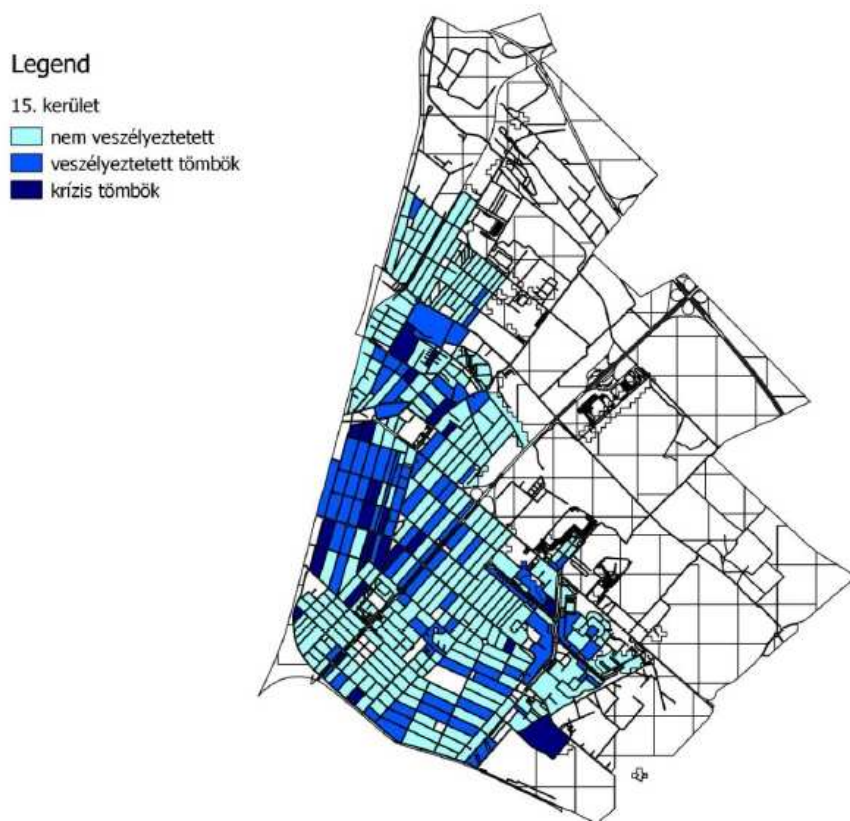 Legend
15. kerület
nem veszélyeztetett
veszélyeztetett tömbök
krízis tömbök